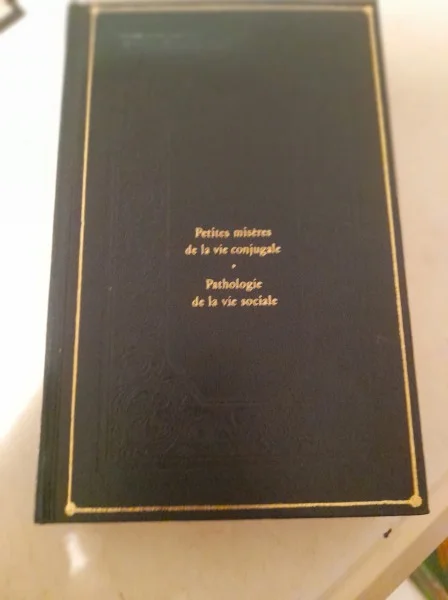 Petites misères
de la vie conjugale
Pathologie
de la vie sociale